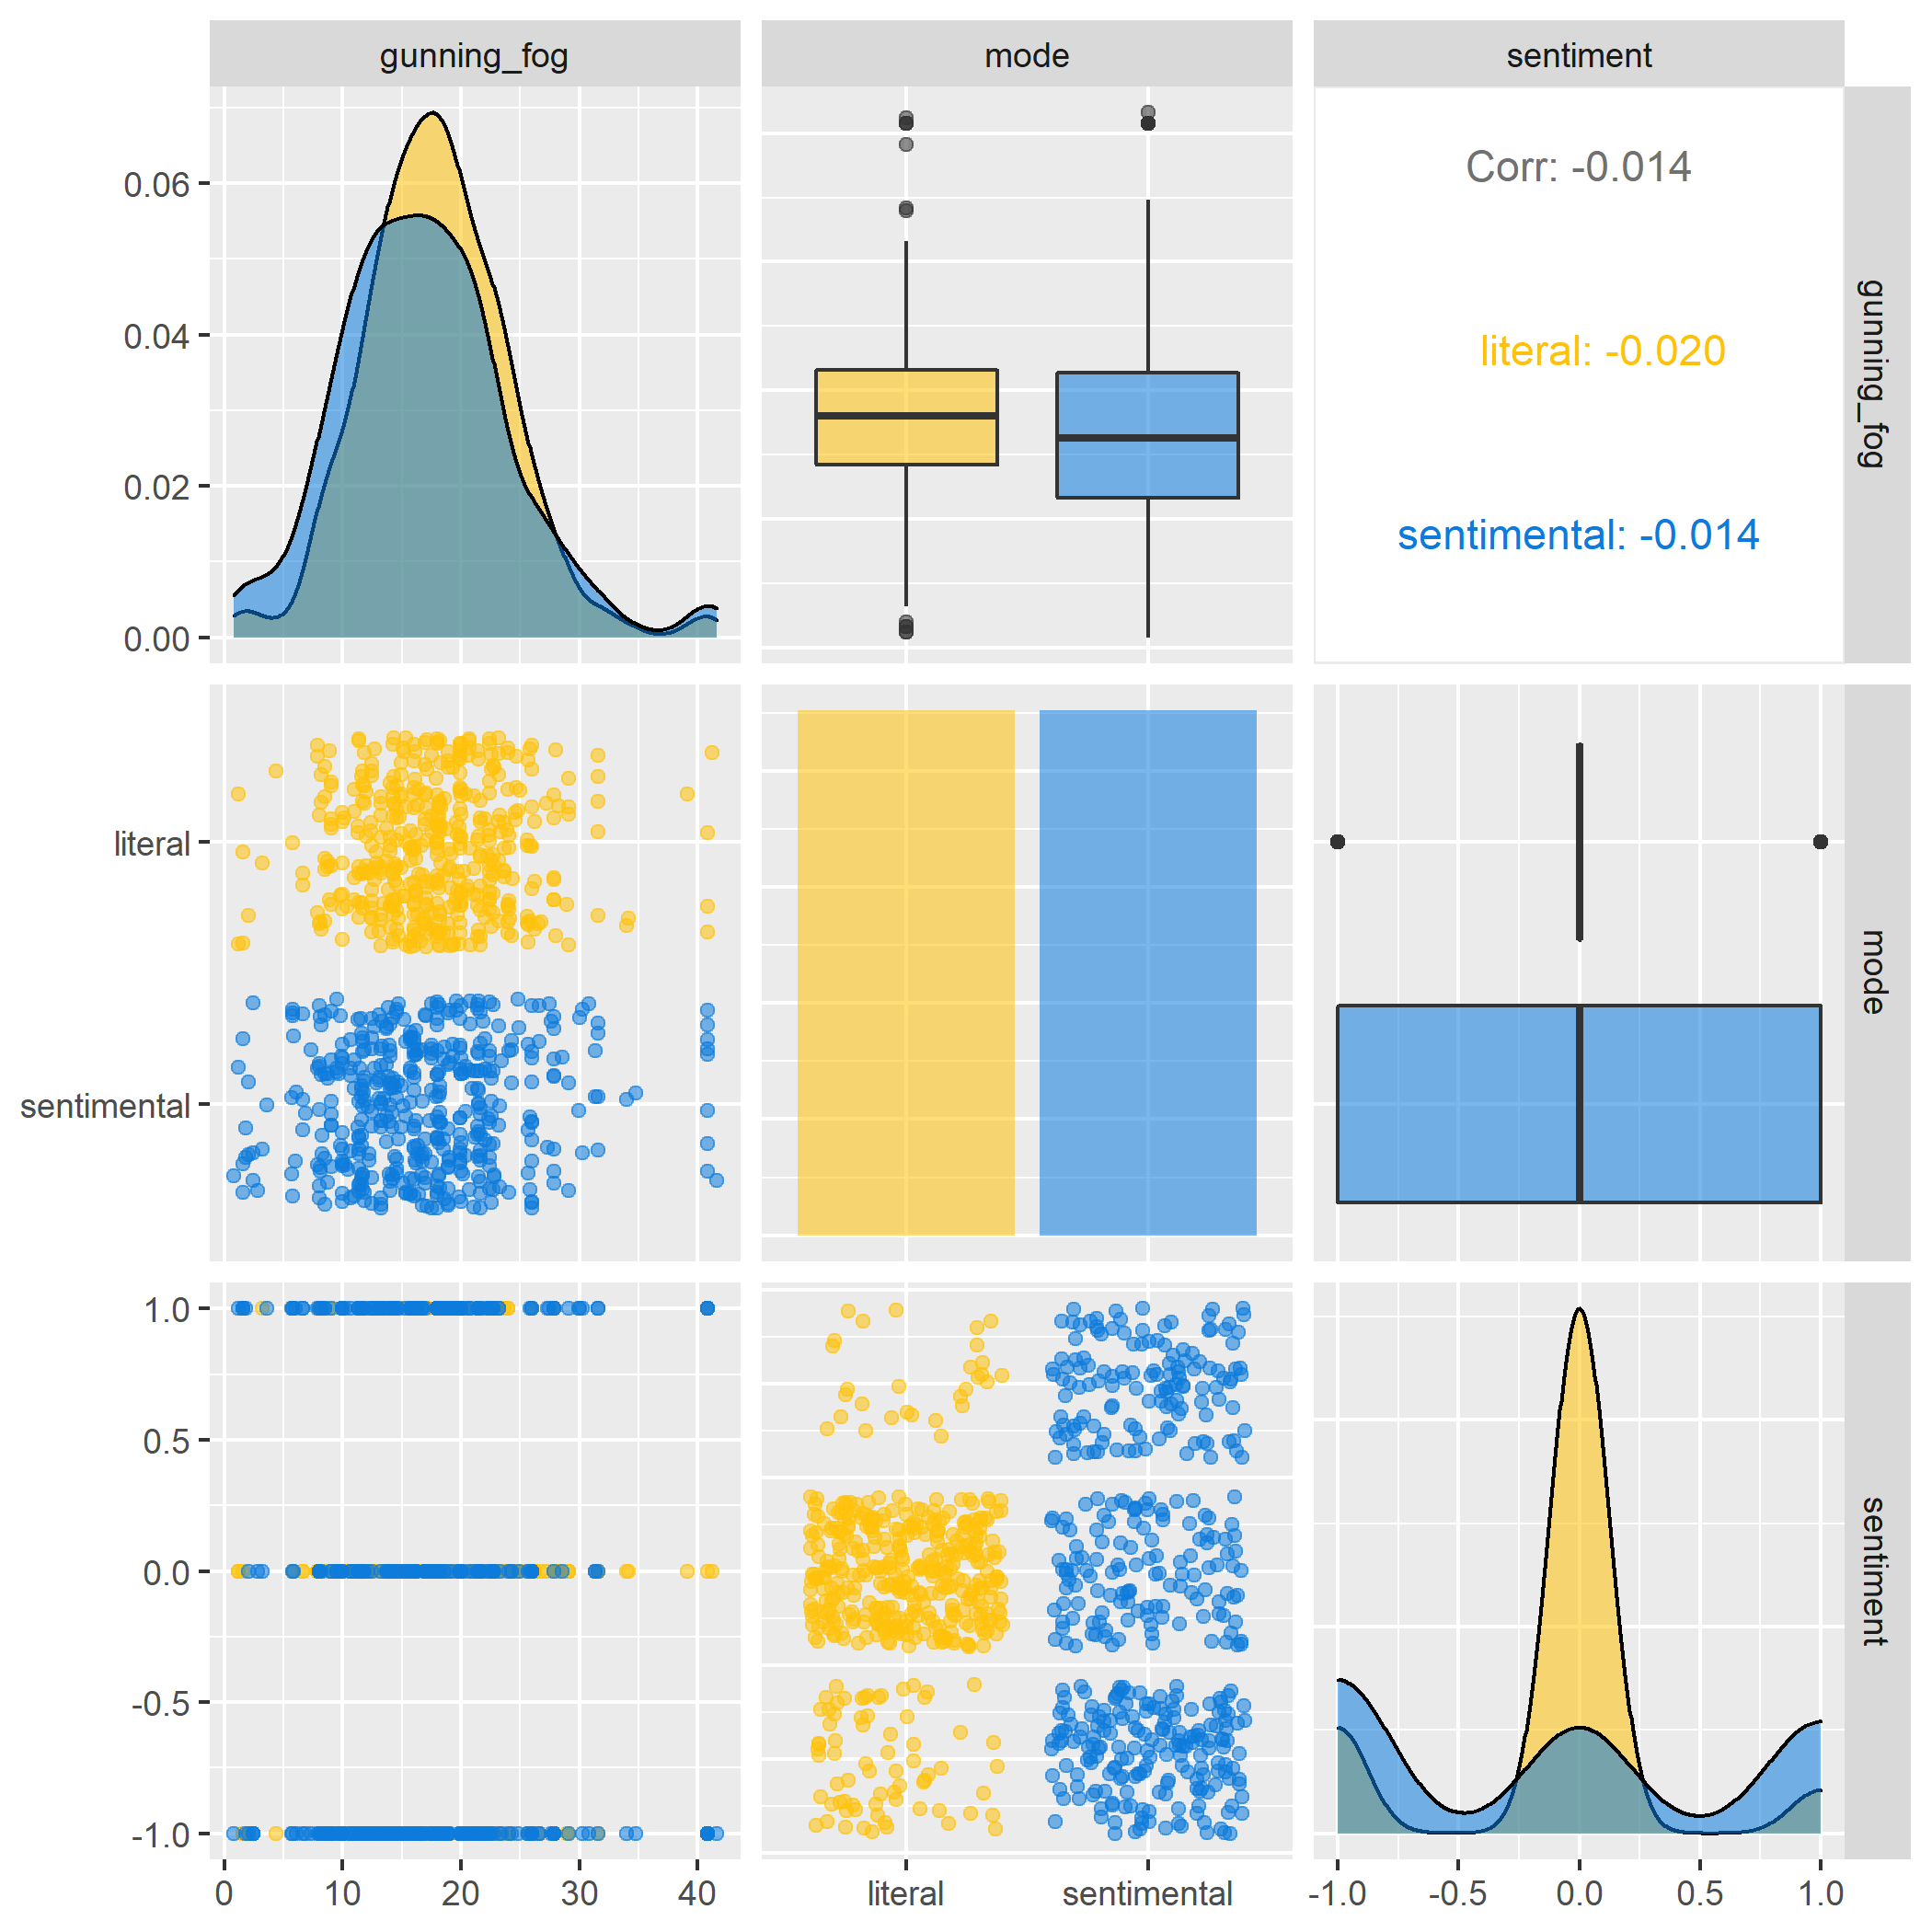 gunning_fog mode sentiment
0.06
0.04
0.02
0.00
Corr: -0.014
literal: -0.020
sentimental: -0.014
gunning_fog
literal
sentimental
mode
1.0
0.5
0.0
-0.5
-1.0
sentiment
0 10 20 30 40 literal sentimental -1.0 -0.5 0.0 0.5 1.0